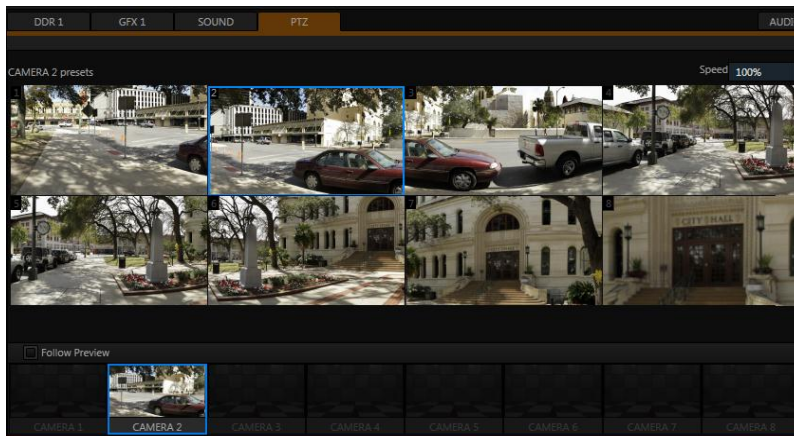 DDR 1 GFX 1 SOUND PTZ AUDI
CAMERA 2 presets Speed 100%
1 2 3 4
5 6 7 8
CITY HALL
Follow Preview
CAMERA 1 CAMERA 2 CAMERA 3 CAMERA 4 CAMERA 5 CAMERA 6 CAMERA 7 CAMERA 8